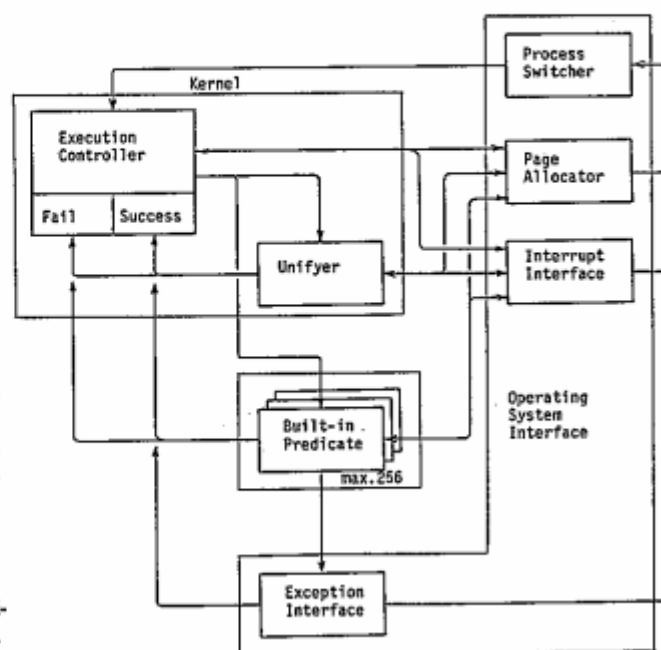 Process
Switcher
Kernel
Execution
Controller
Page
Allocator
Fail
Success
Unifyer
Interrupt
Interface
Operating
System
Interface
Built-in
Predicate
max.256
Exception
Interface